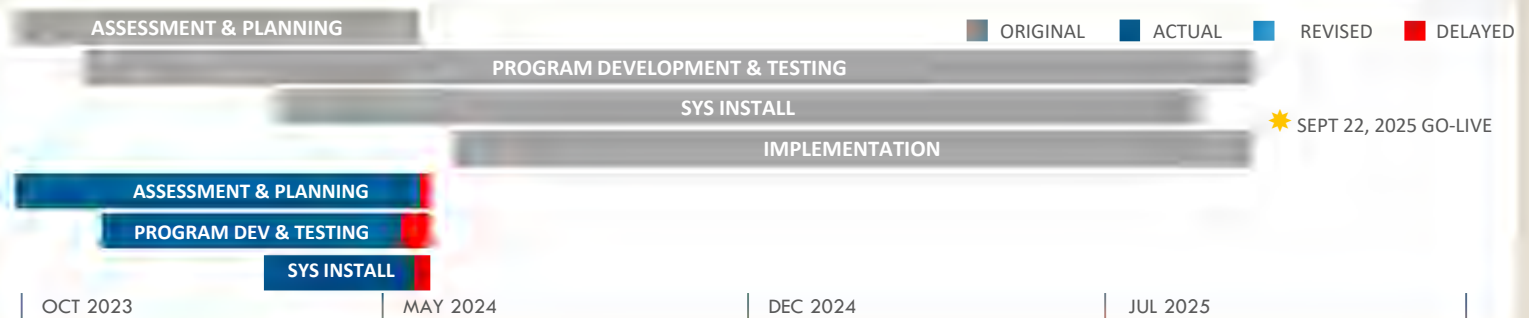 ASSESSMENT & PLANNING
ORIGINAL ACTUAL REVISED DELAYED
PROGRAM DEVELOPMENT & TESTING
SYS INSTALL
SEPT 22, 2025 GO-LIVE
IMPLEMENTATION
ASSESSMENT & PLANNING
PROGRAM DEV & TESTING
SYS INSTALL
OCT 2023 MAY 2024 DEC 2024 JUL 2025